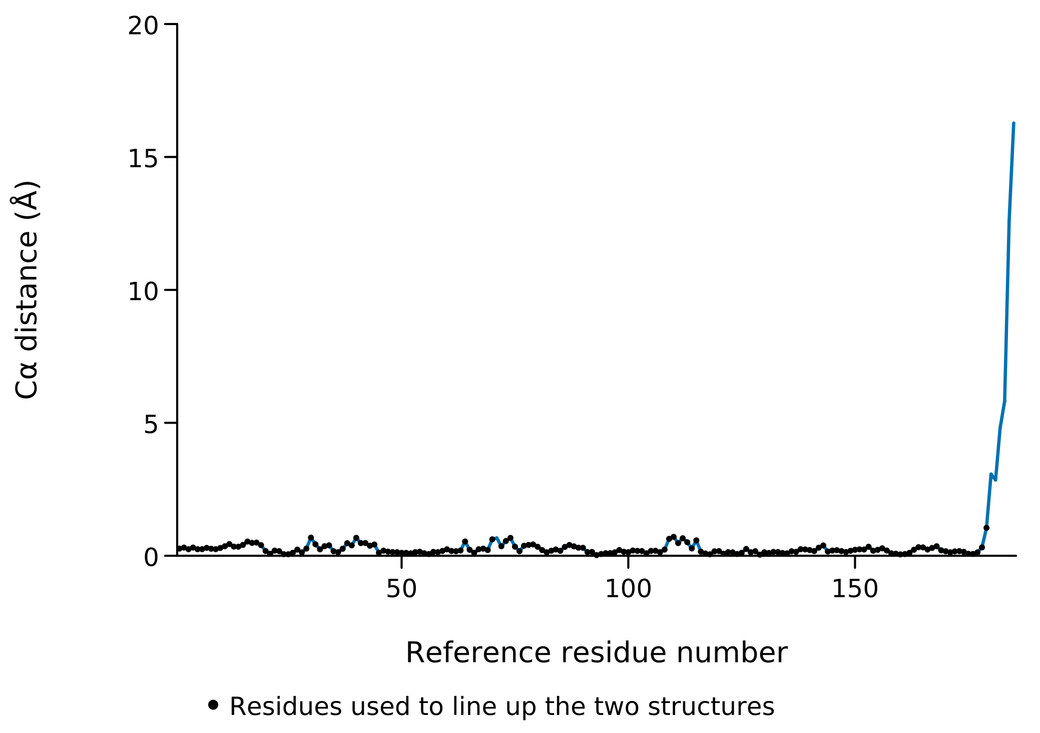 20
15
10
5
0
Cα distance (Å)
50 100 150
Reference residue number
Residues used to line up the two structures